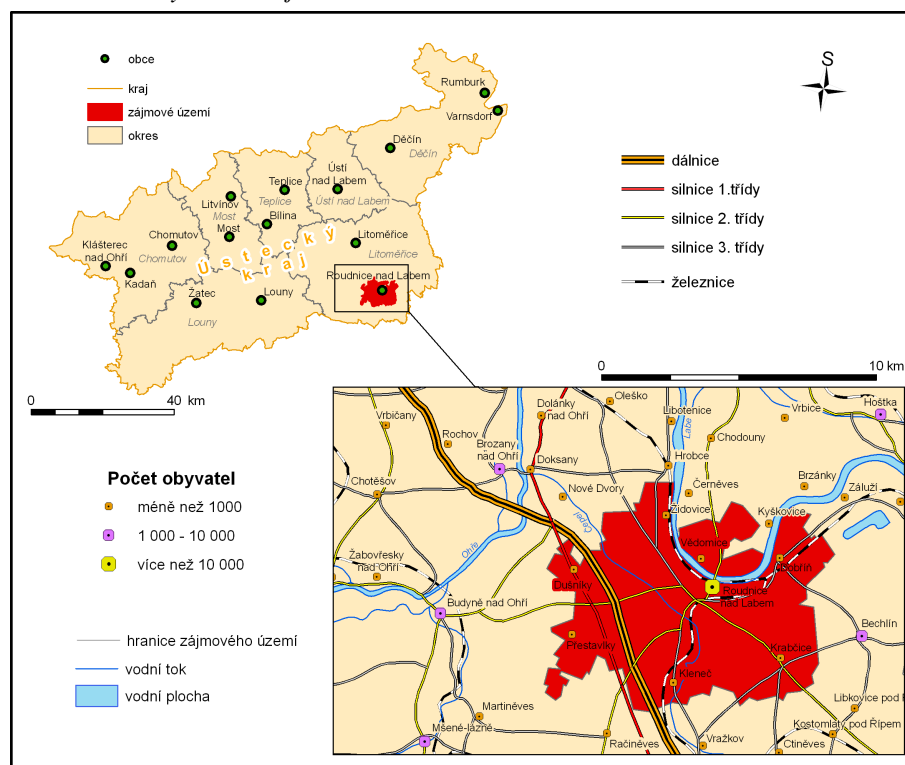 obce
kraj
zájmové území
okres
S
Rumburk
Varnsdorf
Děčín
Děčín
Ústí
nad Labem
Ústí nad Labem
Teplice
Teplice
Litvínov
Most
Most
Bílina
Chomutov
Chomutov
Klášterec
nad Ohří
Kadaň
Ústecký
kraj
Litoměřice
Litoměřice
Roudnice nad Labem
Žatec
Louny
Louny
dálnice
silnice 1.třídy
silnice 2. třídy
silnice 3. třídy
železnice
0 40 km
0 10 km
Počet obyvatel
méně než 1000
1 000 - 10 000
více než 10 000
hranice zájmového území
vodní tok
vodní plocha
Vrbičany
Rochov
Dolánky
nad Ohří
Oleško
Libotenice
Labe
Vrbice
Hoštka
Brozany
nad Ohří
Doksany
Chodouny
Hrobce
Chotěšov
Nové Dvory
Čepel
Černěves
Brzánky
Záluží
Židovice
Kyškovice
Ohře
Žabovřesky
nad Ohří
Vědomice
Dobříň
Dušníky
Roudnice
nad Labem
Budyně nad Ohří
Přestavlky
Bechlín
Krabčice
Kleneč
Martiněves
Libkovice pod
Mšené-lázně
Račiněves
Vražkov
Kostomlaty pod Řípem
Ctiněves